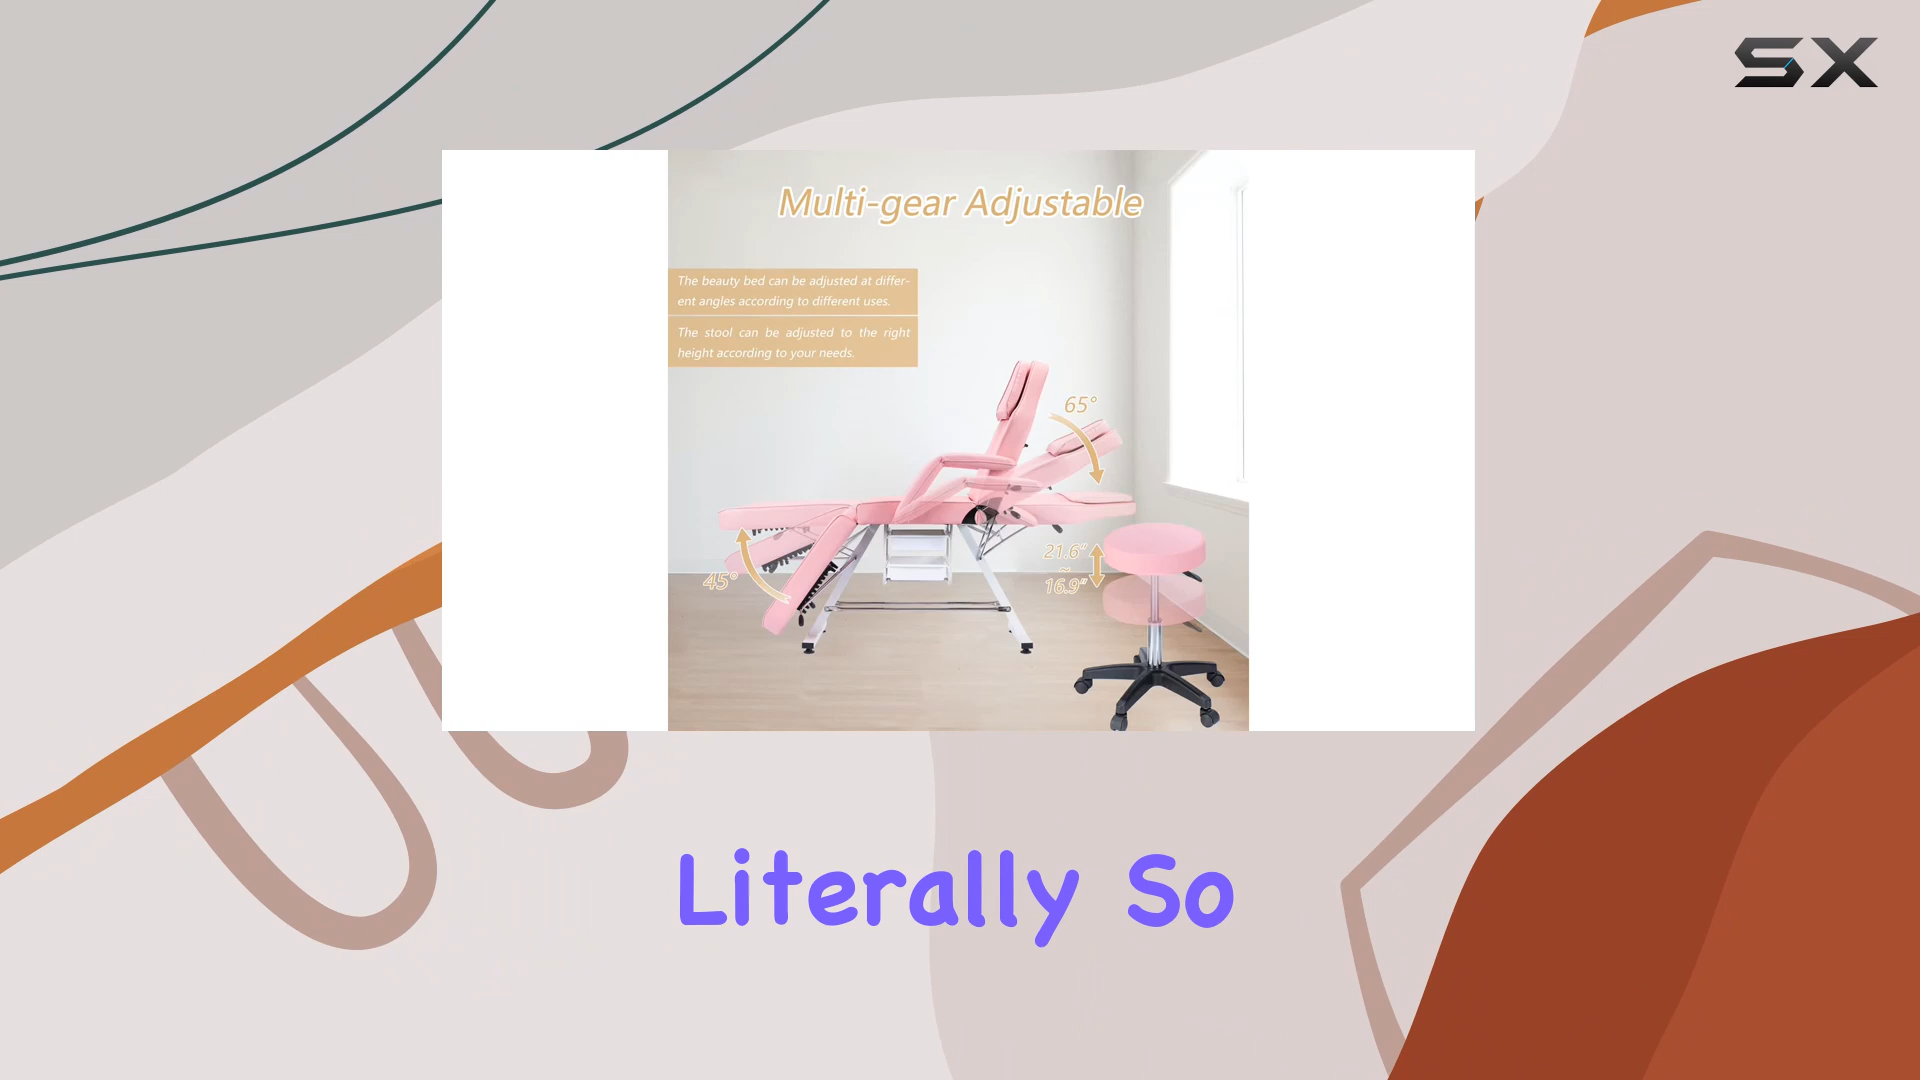 SX
Multi-gear Adjustable
The beauty bed can be adjusted at differ-
ent angles according to different uses.
The stool can be adjusted to the right
height according to your needs.
65°
21.6"
~
16.9"
45°
Literally So